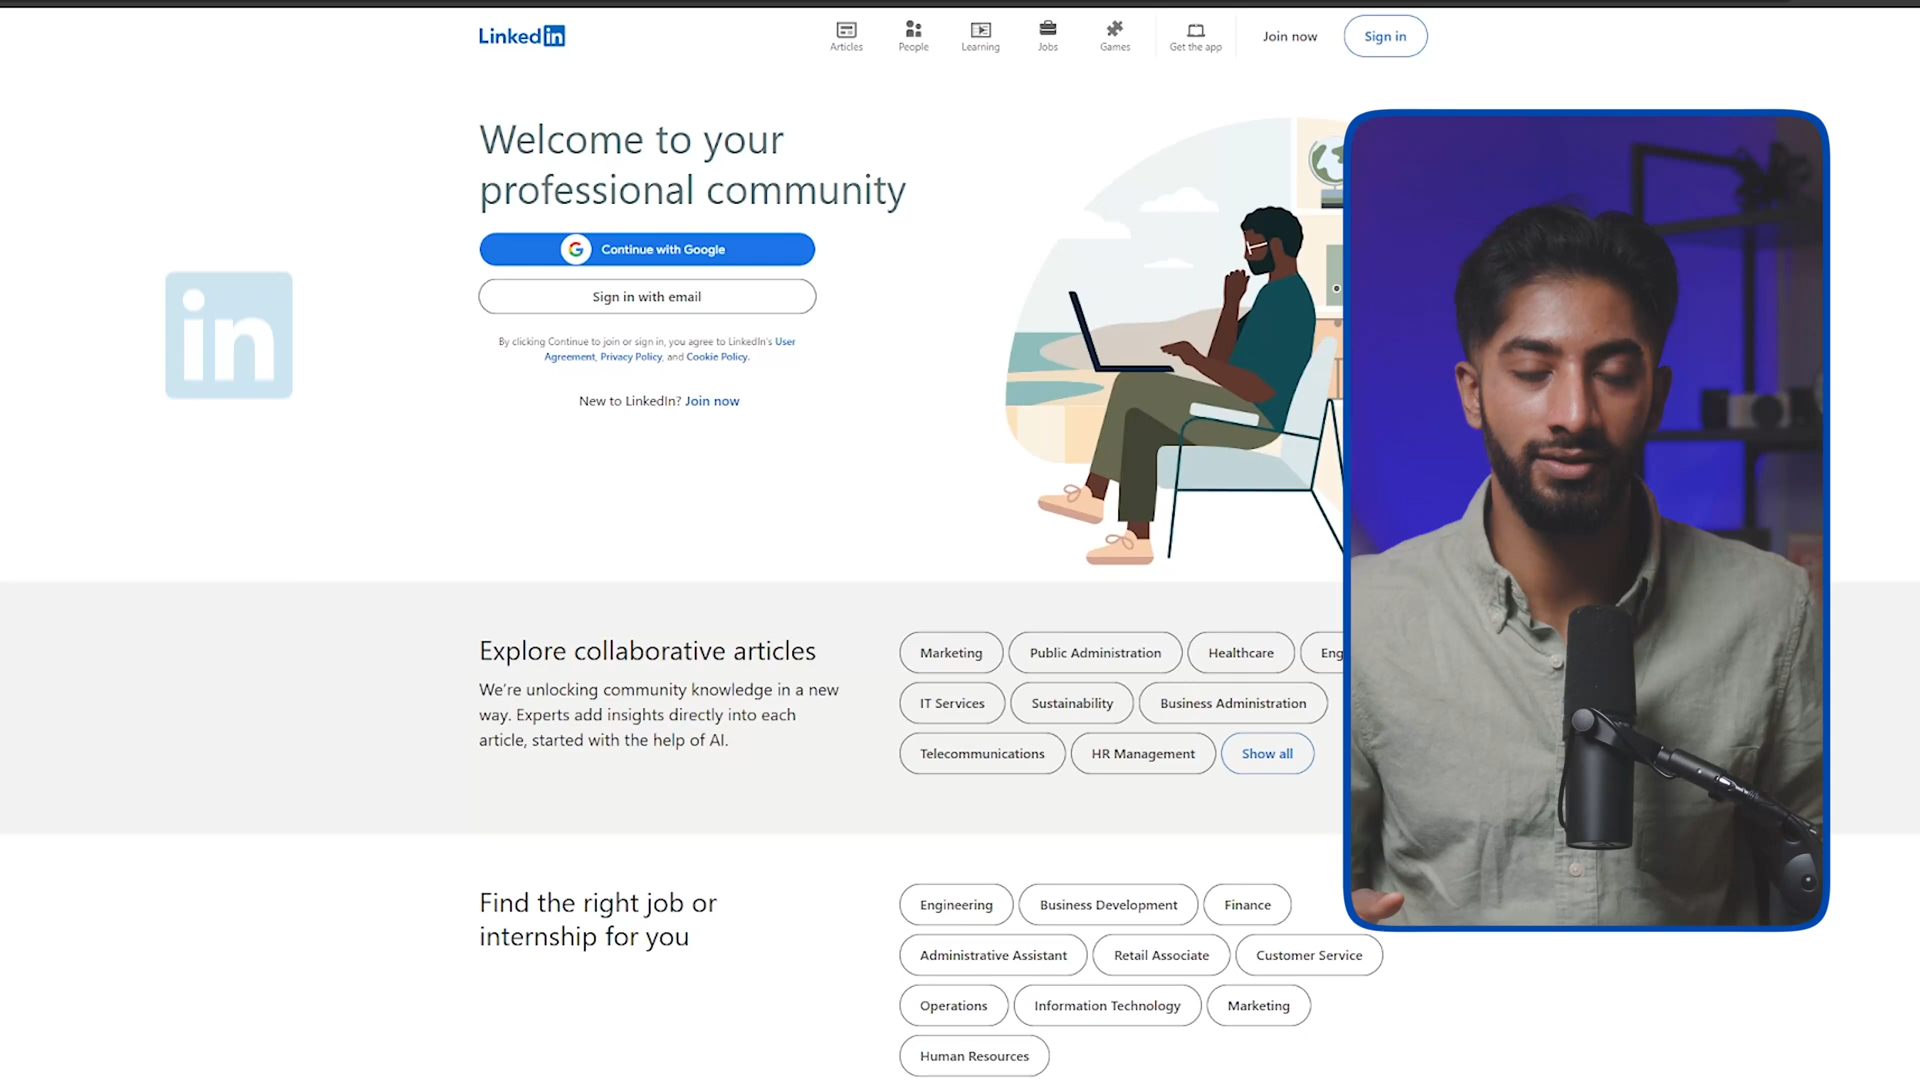 Linked in
Articles
People
Learning
Jobs
Games
Get the app
Join now
Sign in
Welcome to your
professional community
Continue with Google
Sign in with email
By clicking Continue to join or sign in, you agree to LinkedIn's User
Agreement, Privacy Policy, and Cookie Policy.
New to LinkedIn? Join now
in
Explore collaborative articles
We're unlocking community knowledge in a new
way. Experts add insights directly into each
article, started with the help of AI.
Marketing
Public Administration
Healthcare
Eng
IT Services
Sustainability
Business Administration
Telecommunications
HR Management
Show all
Find the right job or
internship for you
Engineering
Business Development
Finance
Administrative Assistant
Retail Associate
Customer Service
Operations
Information Technology
Marketing
Human Resources